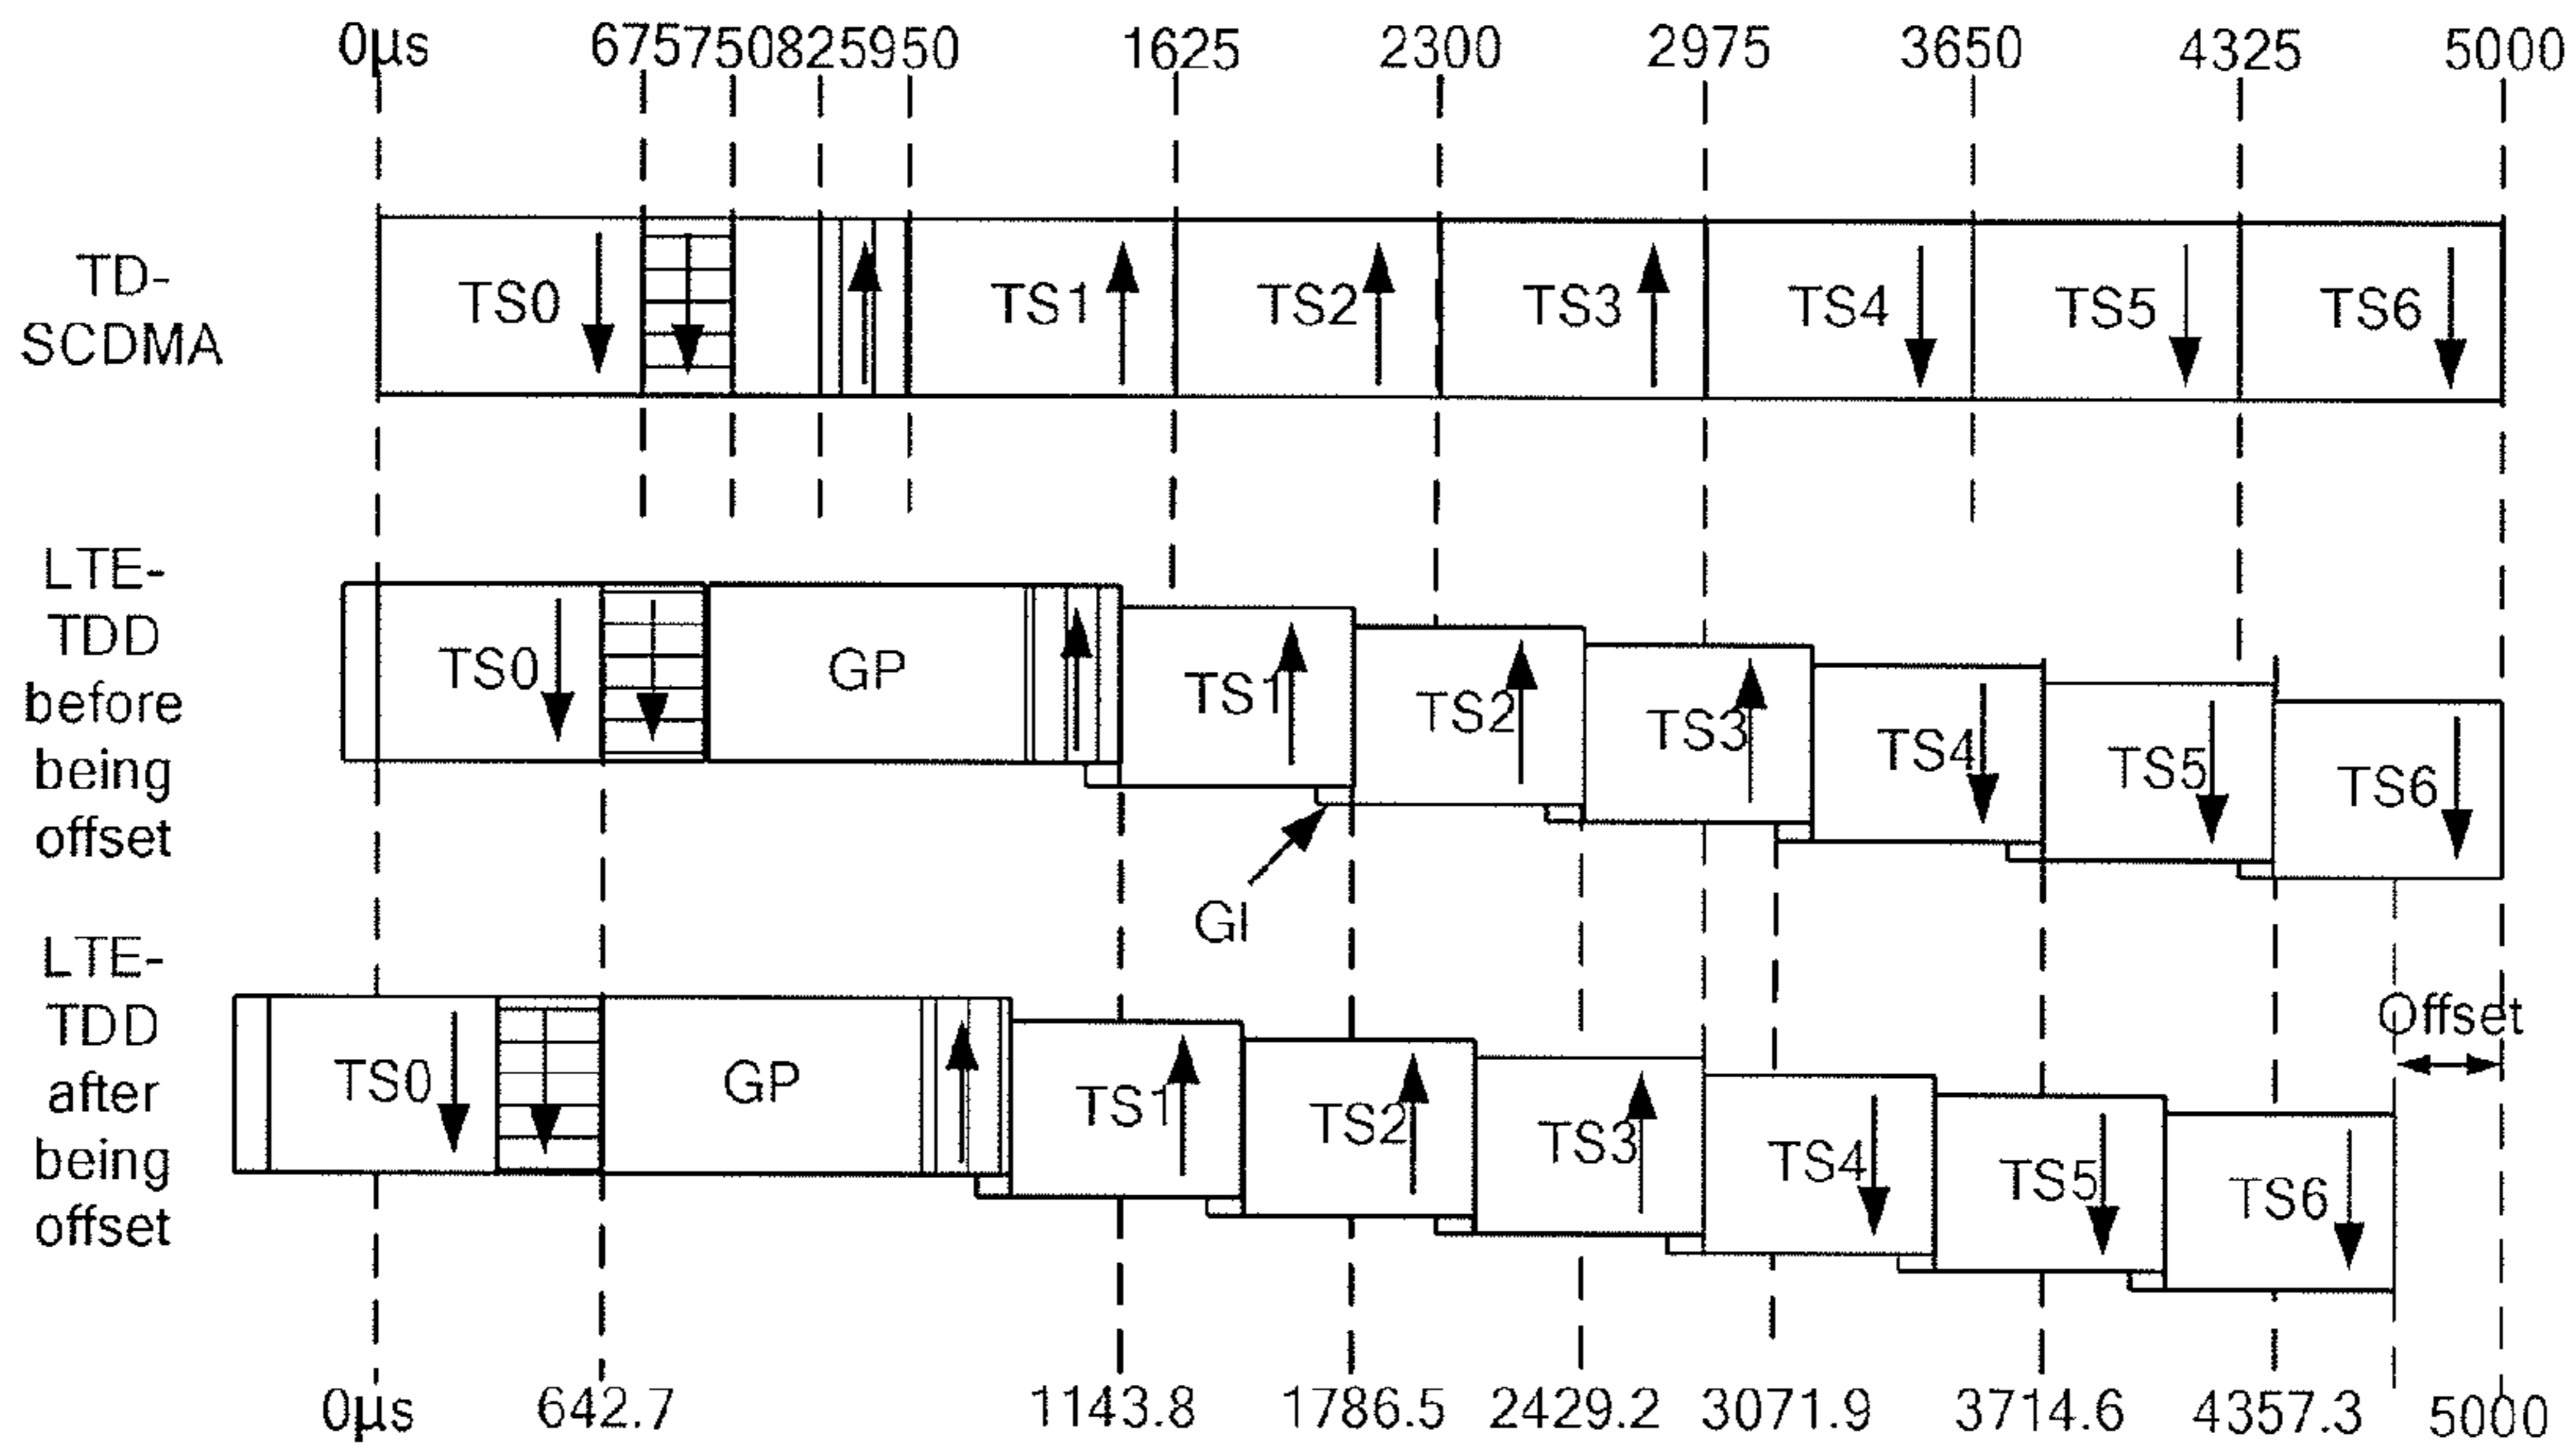 0µs 675 750 825 950 1625 2300 2975 3650 4325 5000
TD-
SCDMA
TS0 TS1 TS2 TS3 TS4 TS5 TS6
LTE-
TDD
before
being
offset
TS0 GP TS1 TS2 TS3 TS4 TS5 TS6
GI
LTE-
TDD
after
being
offset
Offset
TS0 GP TS1 TS2 TS3 TS4 TS5 TS6
0µs 642.7 1143.8 1786.5 2429.2 3071.9 3714.6 4357.3 5000